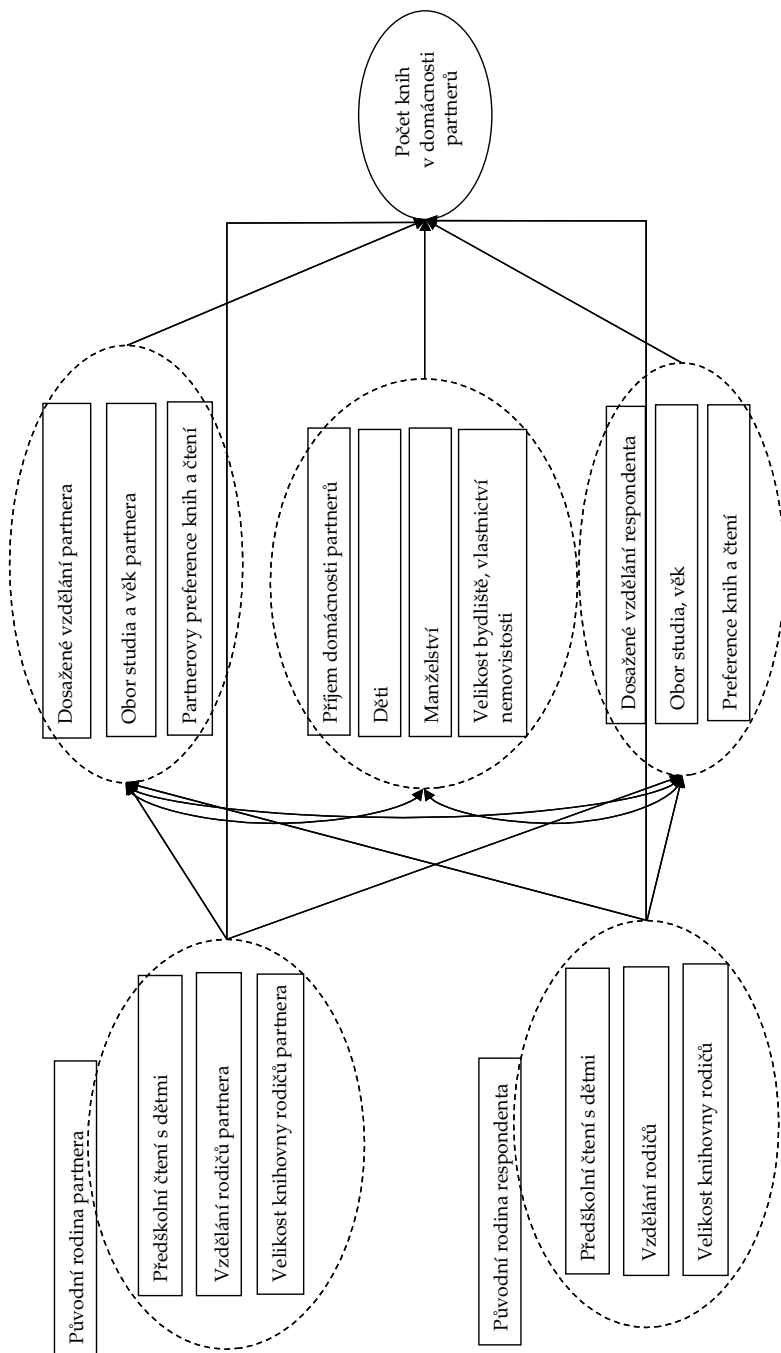 Původní rodina partnera
Předškolní čtení s dětmi
Vzdělání rodičů partnera
Velikost knihovny rodičů partnera
Původní rodina respondenta
Předškolní čtení s dětmi
Vzdělání rodičů
Velikost knihovny rodičů
Dosažené vzdělání partnera
Obor studia a věk partnera
Partnerovy preference knih a čtení
Příjem domácnosti partnerů
Děti
Manželství
Velikost bydliště, vlastnictví
nemovistosti
Dosažené vzdělání respondenta
Obor studia, věk
Preference knih a čtení
Počet knih
v domácnosti
partnerů